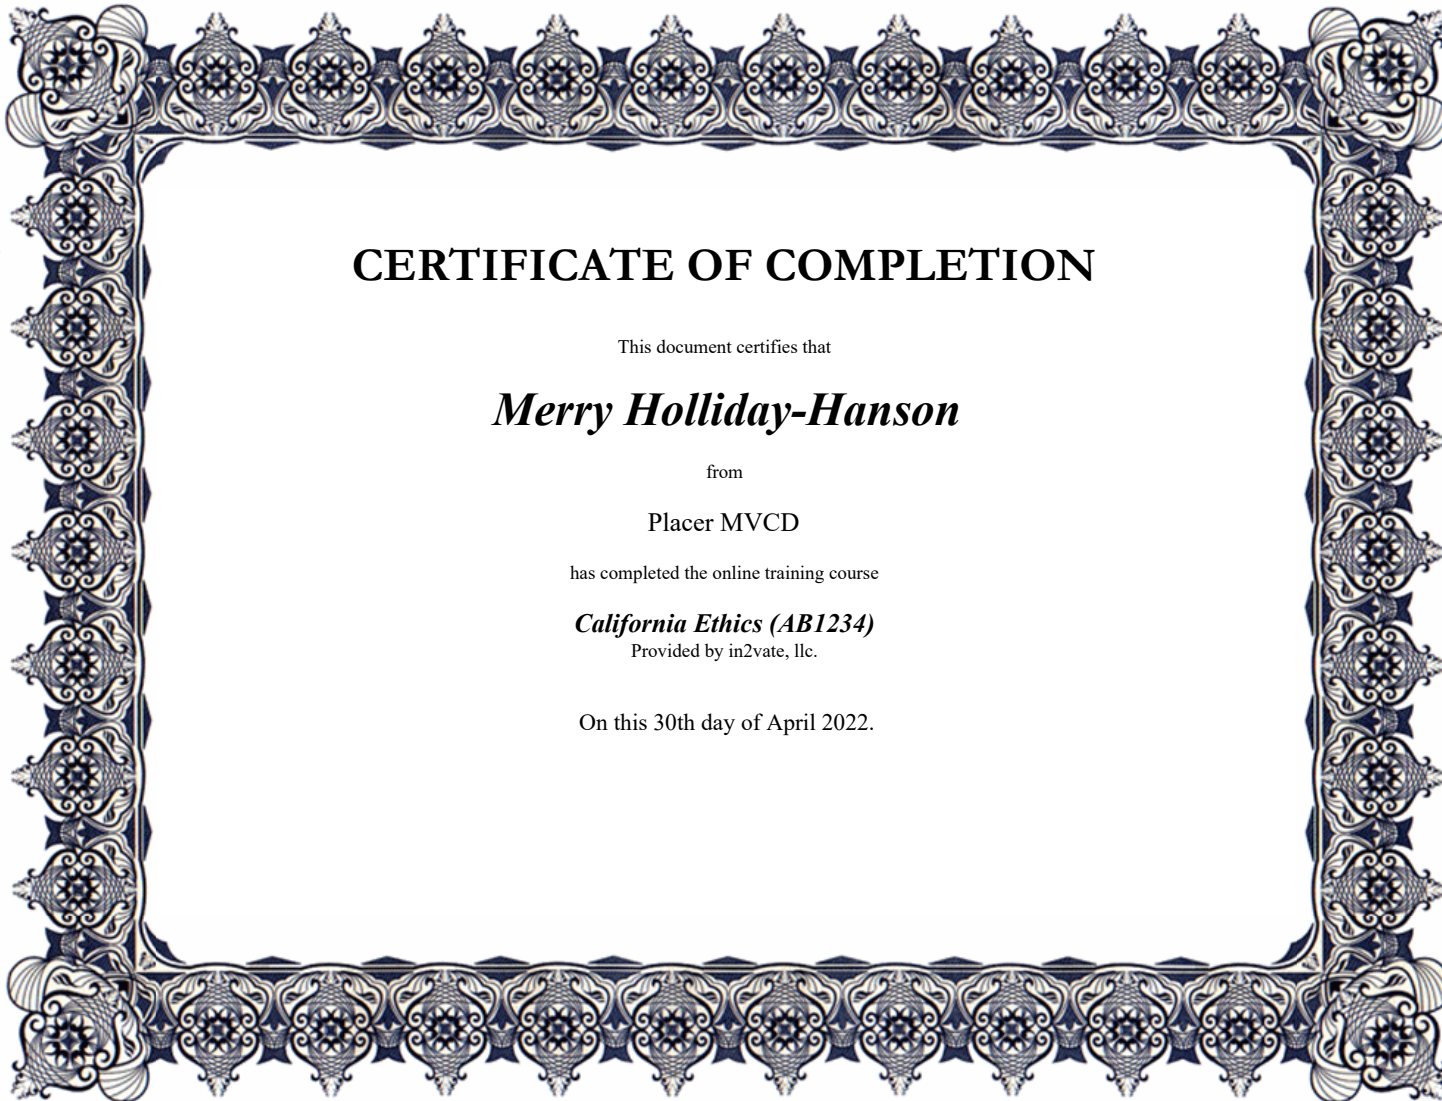 CERTIFICATE OF COMPLETION
This document certifies that
Merry Holliday-Hanson
from
Placer MVCD
has completed the online training course
California Ethics (AB1234)
Provided by in2vate, llc.
On this 30th day of April 2022.